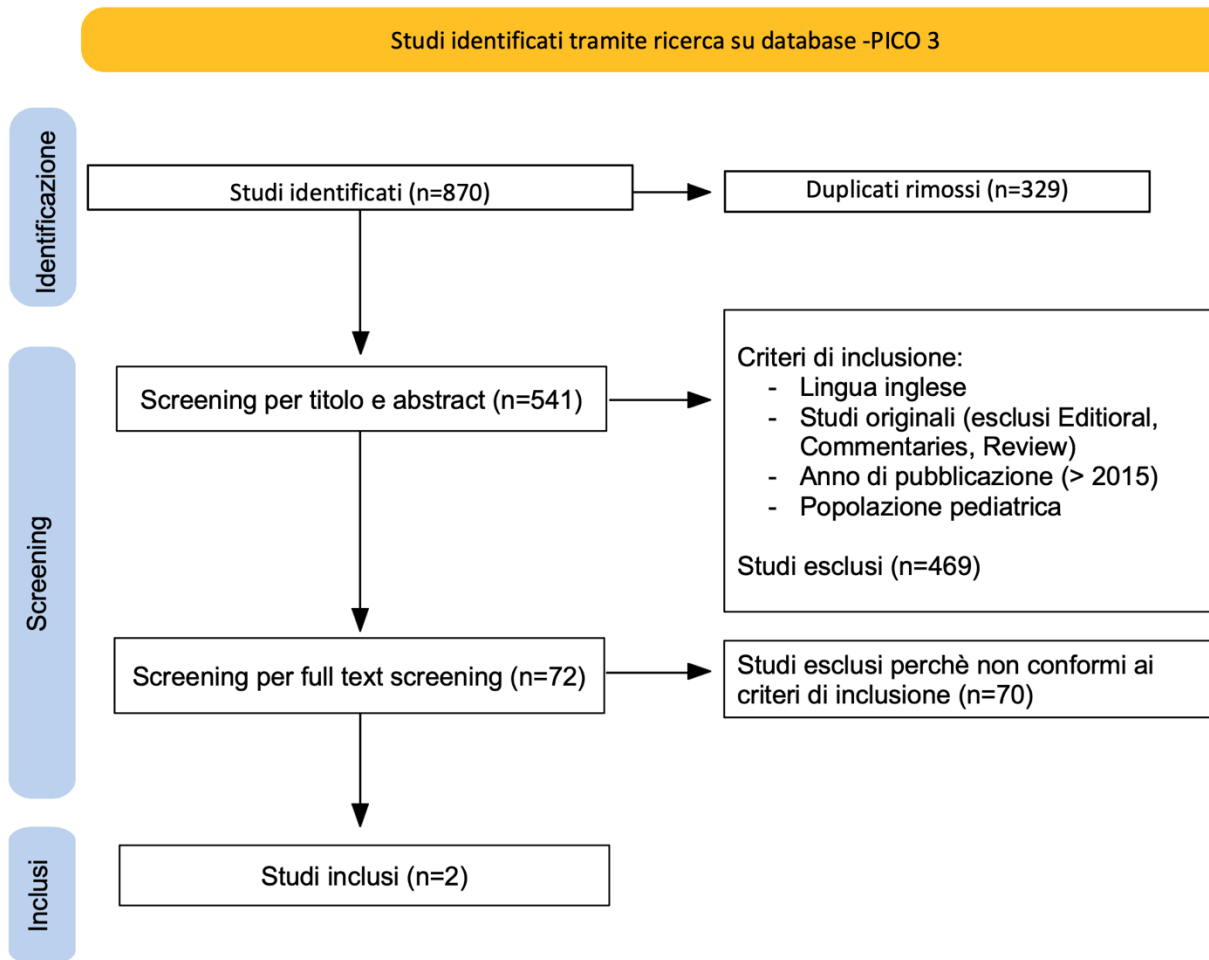 Studi identificati tramite ricerca su database -PICO 3
Identificazione
Studi identificati (n=870)
Duplicati rimossi (n=329)
Screening
Screening per titolo e abstract (n=541)
Criteri di inclusione:
- Lingua inglese
- Studi originali (esclusi Editioral,
Commentaries, Review)
- Anno di pubblicazione (> 2015)
- Popolazione pediatrica
Studi esclusi (n=469)
Screening per full text screening (n=72)
Studi esclusi perchè non conformi ai
criteri di inclusione (n=70)
Inclusi
Studi inclusi (n=2)